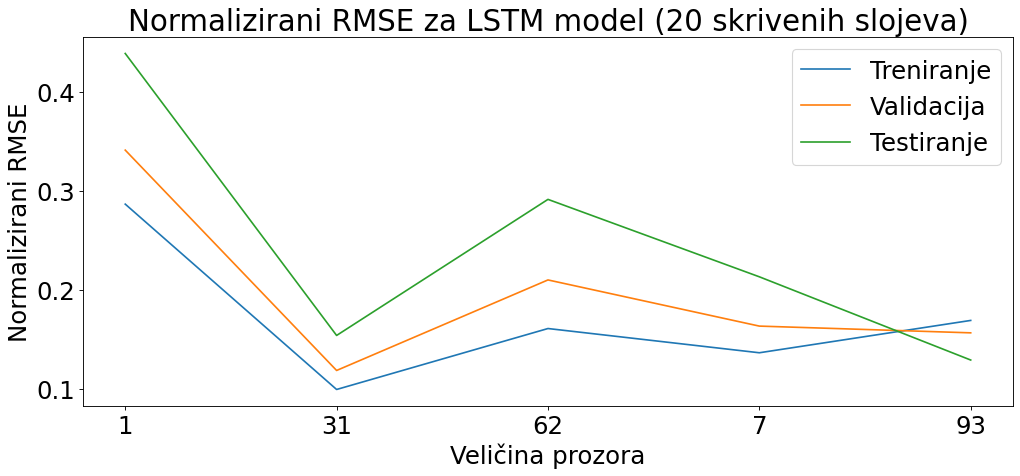 Normalizirani RMSE za LSTM model (20 skrivenih slojeva)
Treniranje
Validacija
Testiranje
Normalizirani RMSE
0.4
0.3
0.2
0.1
1 31 62 7 93
Veličina prozora